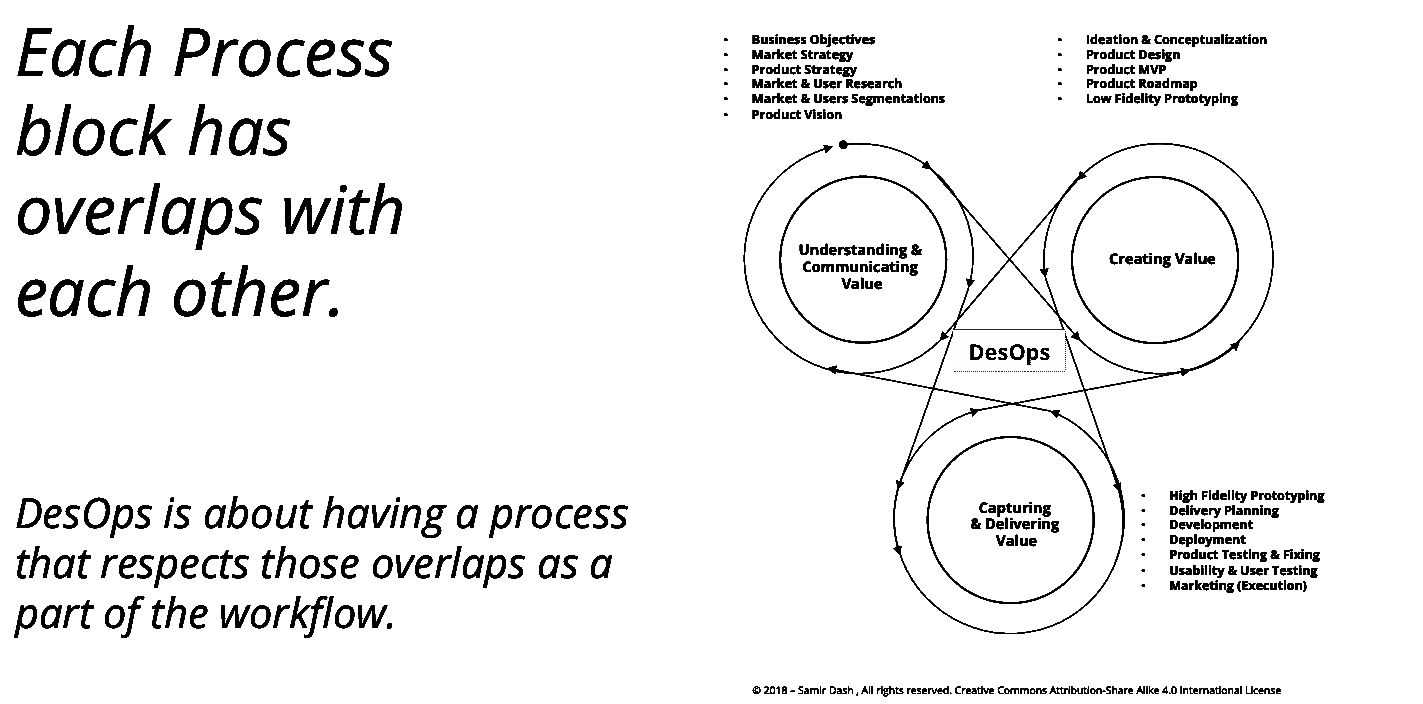 Each Process
block has
overlaps with
each other.
DesOps is about having a process
that respects those overlaps as a
part of the workflow.
• Business Objectives
• Market Strategy
• Product Strategy
• Market & User Research
• Market & Users Segmentations
• Product Vision
• Ideation & Conceptualization
• Product Design
• Product MVP
• Product Roadmap
• Low Fidelity Prototyping
Understanding &
Communicating
Value
Creating Value
DesOps
Capturing
& Delivering
Value
• High Fidelity Prototyping
• Delivery Planning
• Development
• Deployment
• Product Testing & Fixing
• Usability & User Testing
• Marketing (Execution)
© 2018 – Samir Dash , All rights reserved. Creative Commons Attribution-Share Alike 4.0 International License